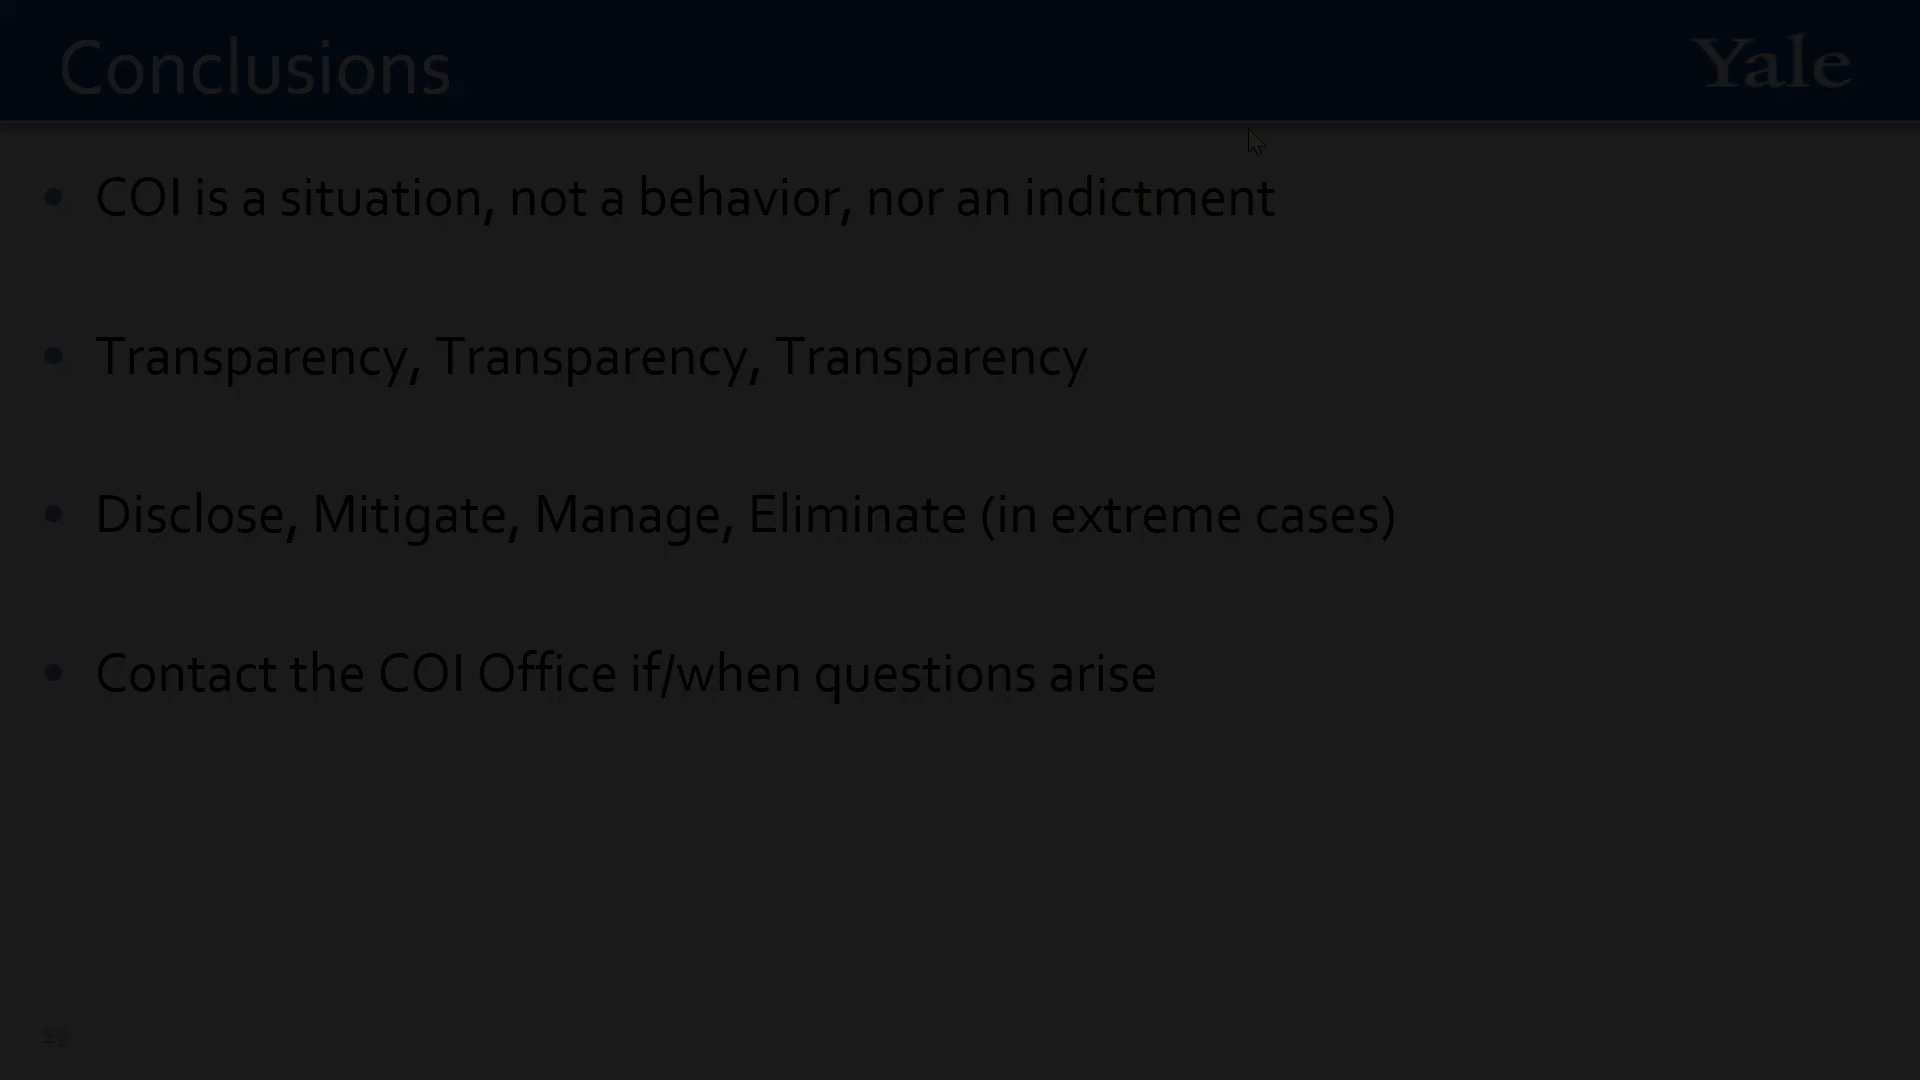 Conclusions
Yale
• COI is a situation, not a behavior, nor an indictment
• Transparency, Transparency, Transparency
• Disclose, Mitigate, Manage, Eliminate (in extreme cases)
• Contact the COI Office if/when questions arise
29